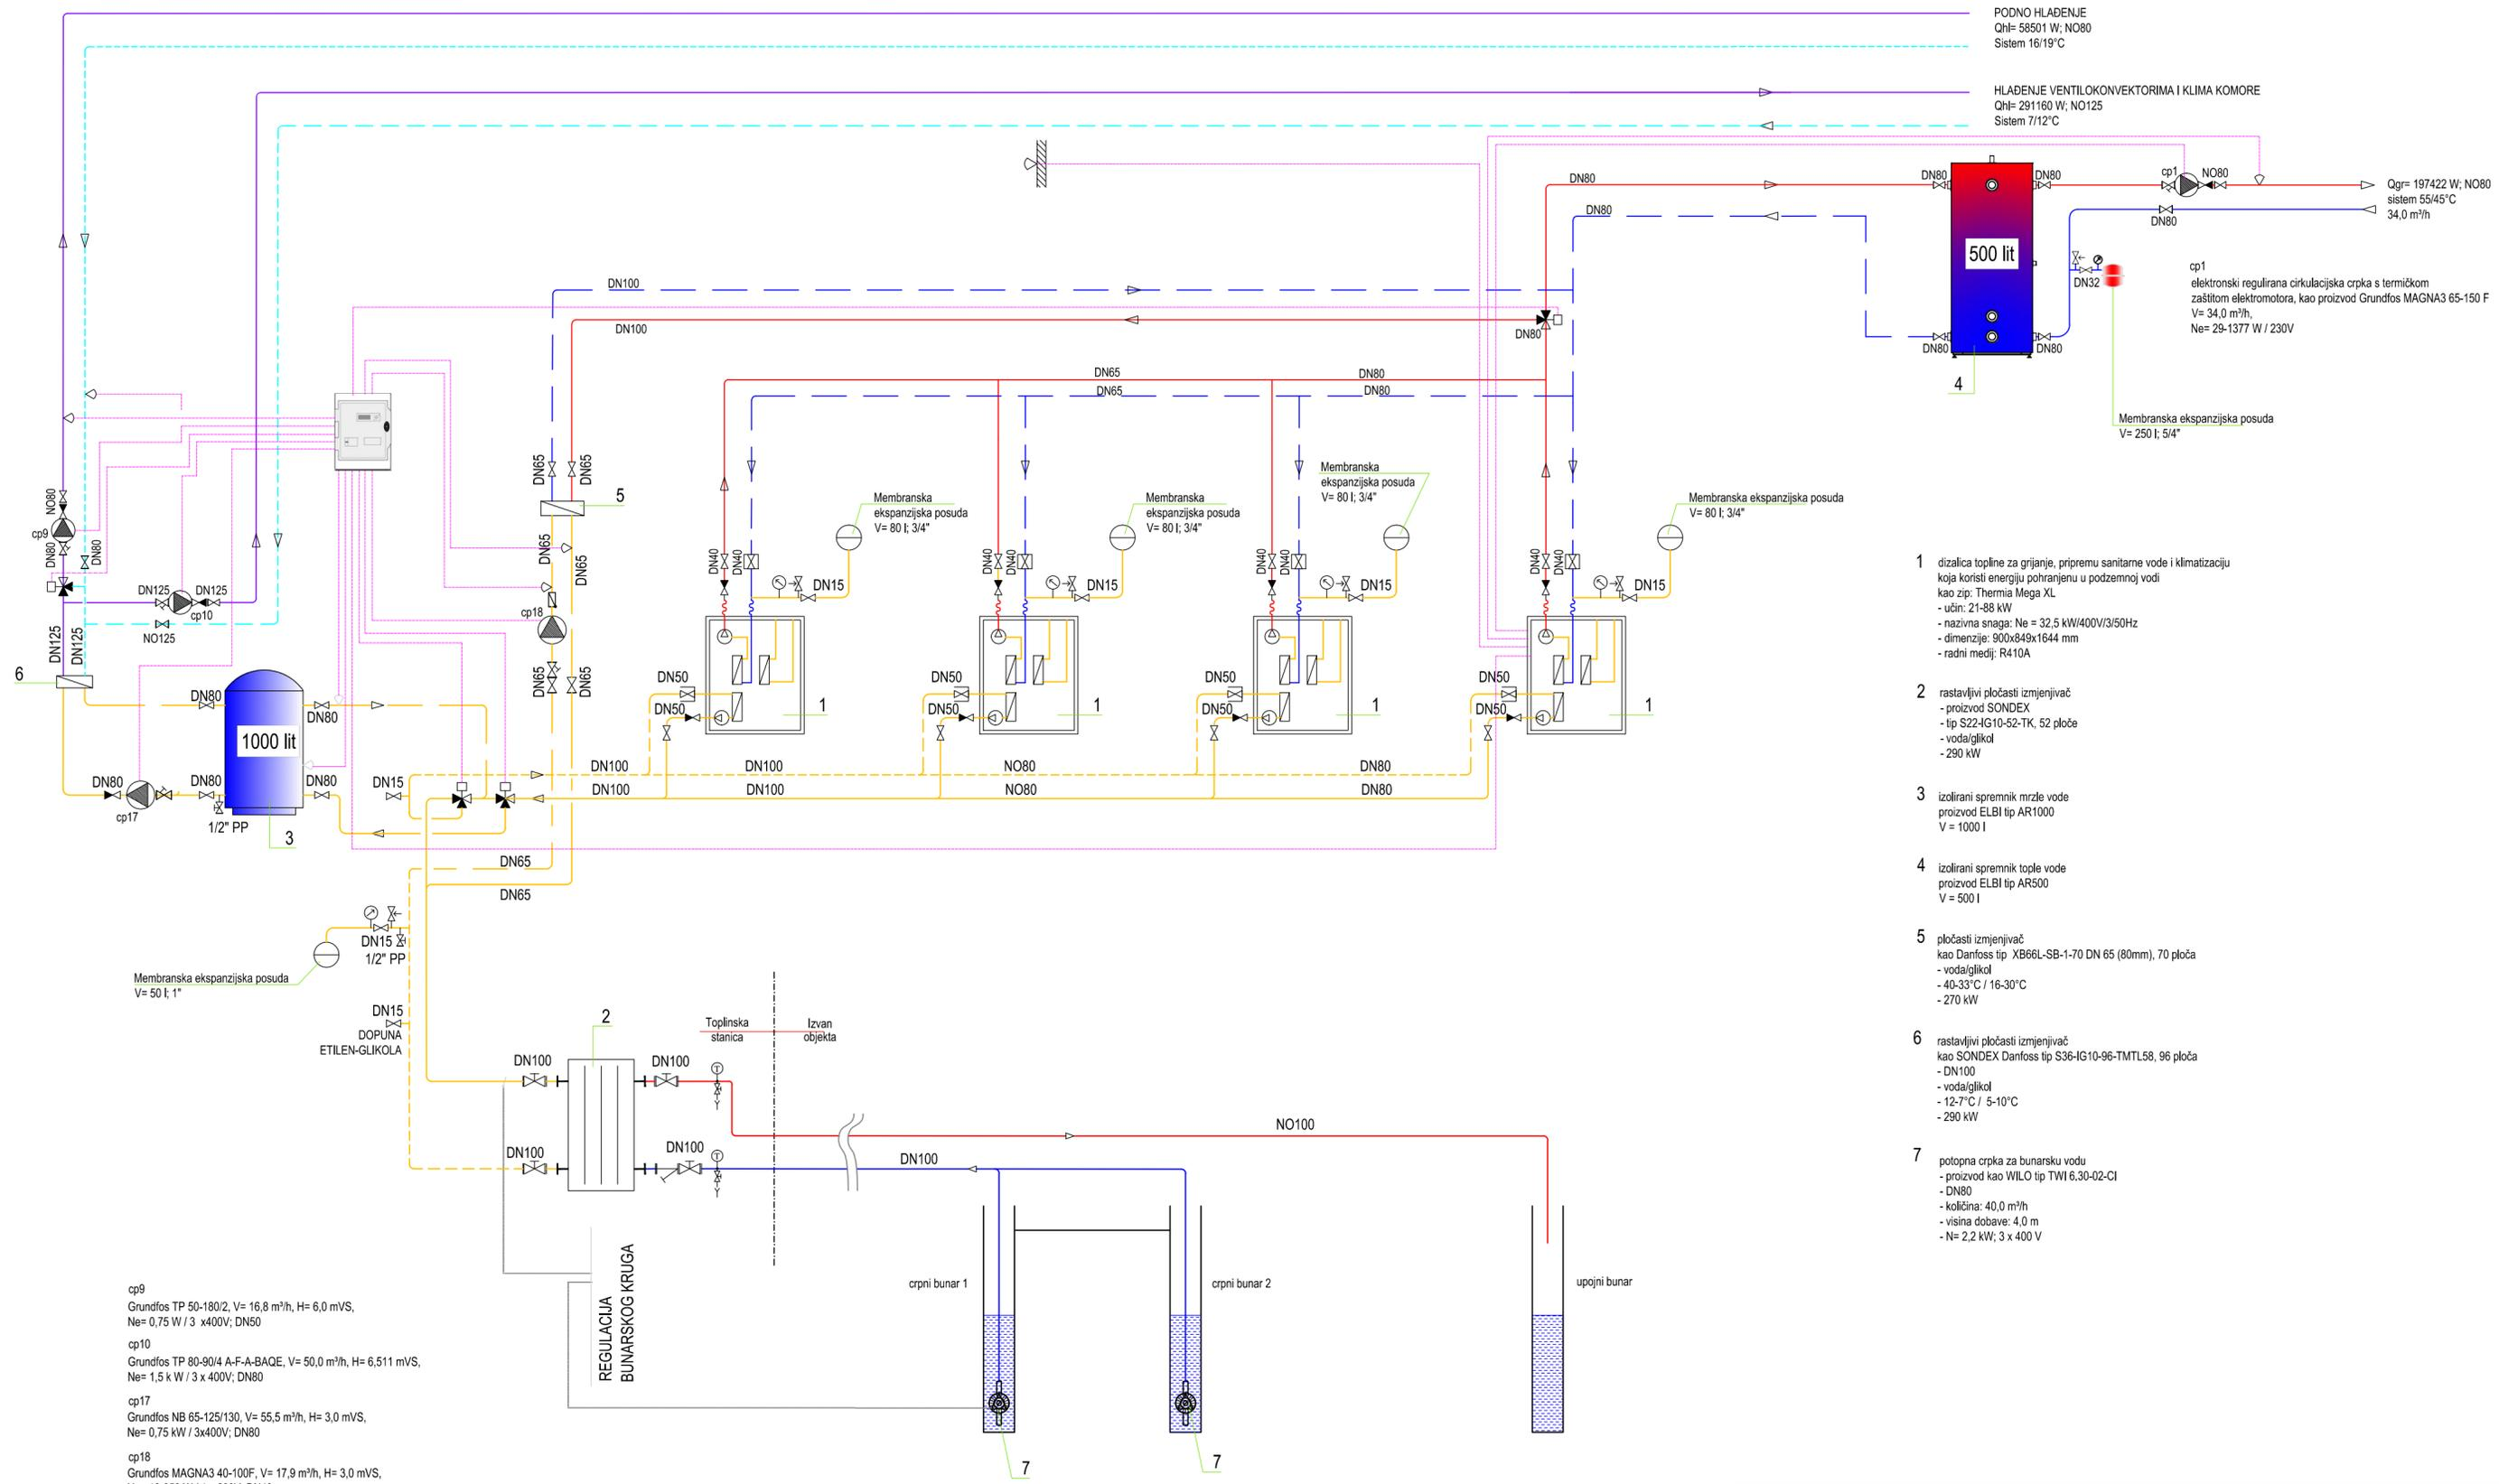 PODNO HLAĐENJE
Qhl= 58501 W; NO80
Sistem 16/19°C
HLAĐENJE VENTILOKONVEKTORIMA I KLIMA KOMORE
Qhl= 291160 W; NO125
Sistem 7/12°C
DN80
DN80
DN80
cp1
NO80
Qgr= 197422 W; NO80
sistem 55/45°C
34,0 m³/h
DN80
DN80
500 lit
DN32
cp1
elektronski regulirana cirkulacijska crpka s termičkom
zaštitom elektromotora, kao proizvod Grundfos MAGNA3 65-150 F
V= 34,0 m³/h,
Ne= 29-1377 W / 230V
DN100
DN100
DN80
DN80
DN80
4
Membranska ekspanzijska posuda
V= 250 l; 5/4"
DN65
DN80
DN65
DN80
DN65
DN65
5
NO80
cp9
DN80
DN80
DN65
DN65
Membranska
ekspanzijska posuda
V= 80 l; 3/4"
Membranska
ekspanzijska posuda
V= 80 l; 3/4"
Membranska
ekspanzijska posuda
V= 80 l; 3/4"
Membranska ekspanzijska posuda
V= 80 l; 3/4"
DN40
DN40
DN15
DN40
DN40
DN15
DN40
DN40
DN15
DN40
DN40
DN15
DN125
DN125
cp10
NO125
cp18
DN125
DN125
6
DN65
DN65
DN50
DN50
1
DN50
DN50
1
DN50
DN50
1
DN50
DN50
1
DN80
DN80
1000 lit
DN80
DN80
DN80
cp17
1/2" PP
3
DN15
DN100
DN100
NO80
DN80
DN100
DN100
NO80
DN80
DN65
DN65
DN15
1/2" PP
Membranska ekspanzijska posuda
V= 50 l; 1"
DN15
DOPUNA
ETILEN-GLIKOLA
2
Toplinska
stanica
Izvan
objekta
DN100
DN100
DN100
DN100
NO100
DN100
REGULACIJA
BUNARSKOG KRUGA
crpni bunar 1
crpni bunar 2
upojni bunar
7
7
1 dizalica topline za grijanje, pripremu sanitarne vode i klimatizaciju
koja koristi energiju pohranjenu u podzemnoj vodi
kao zip: Thermia Mega XL
- učin: 21-88 kW
- nazivna snaga: Ne = 32,5 kW/400V/3/50Hz
- dimenzije: 900x849x1644 mm
- radni medij: R410A
2 rastavljivi pločasti izmjenjivač
- proizvod SONDEX
- tip S22-IG10-52-TK, 52 ploče
- voda/glikol
- 290 kW
3 izolirani spremnik mrzle vode
proizvod ELBI tip AR1000
V = 1000 l
4 izolirani spremnik tople vode
proizvod ELBI tip AR500
V = 500 l
5 pločasti izmjenjivač
kao Danfoss tip XB66L-SB-1-70 DN 65 (80mm), 70 ploča
- voda/glikol
- 40-33°C / 16-30°C
- 270 kW
6 rastavljivi pločasti izmjenjivač
kao SONDEX Danfoss tip S36-IG10-96-TMTL58, 96 ploča
- DN100
- voda/glikol
- 12-7°C / 5-10°C
- 290 kW
7 potopna crpka za bunarsku vodu
- proizvod kao WILO tip TWI 6.30-02-CI
- DN80
- količina: 40,0 m³/h
- visina dobave: 4,0 m
- N= 2,2 kW; 3 x 400 V
cp9
Grundfos TP 50-180/2, V= 16,8 m³/h, H= 6,0 mVS,
Ne= 0,75 W / 3 x400V; DN50
cp10
Grundfos TP 80-90/4 A-F-A-BAQE, V= 50,0 m³/h, H= 6,511 mVS,
Ne= 1,5 k W / 3 x 400V; DN80
cp17
Grundfos NB 65-125/130, V= 55,5 m³/h, H= 3,0 mVS,
Ne= 0,75 kW / 3x400V; DN80
cp18
Grundfos MAGNA3 40-100F, V= 17,9 m³/h, H= 3,0 mVS,